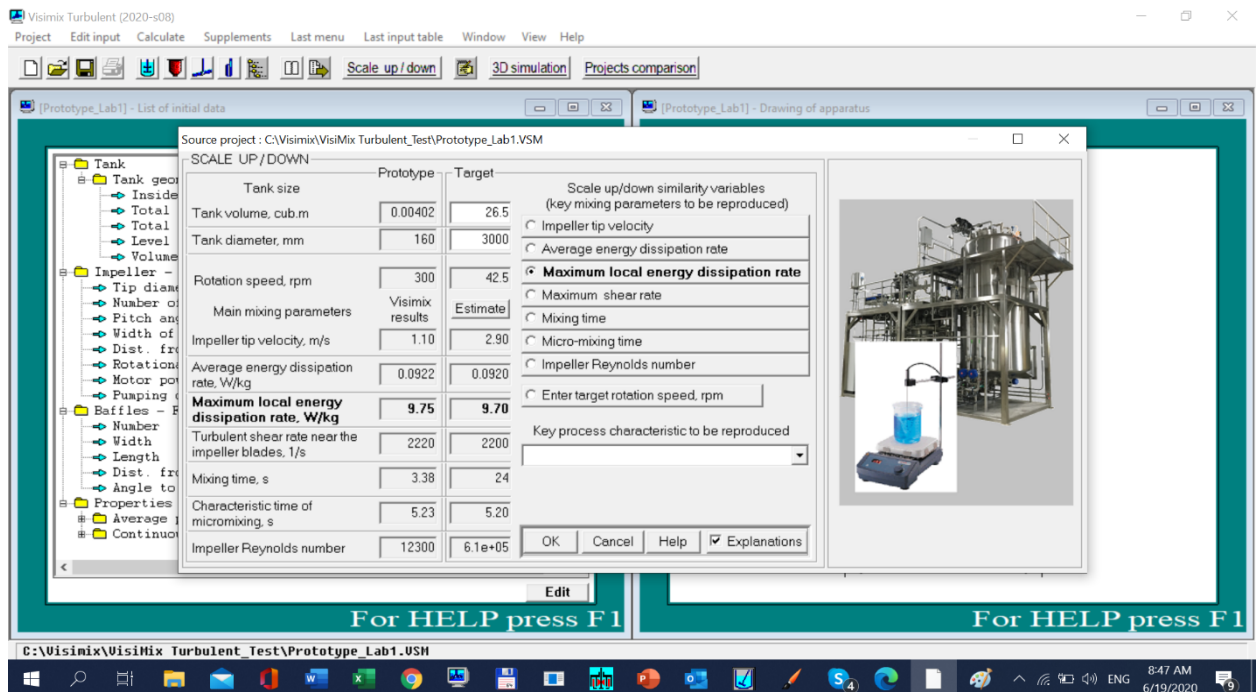 Visimix Turbulent (2020-s08)
Project Edit input Calculate Supplements Last menu Last input table Window View Help
Scale up / down 3D simulation Projects comparison
[Prototype_Lab1] - List of initial data
[Prototype_Lab1] - Drawing of apparatus
Source project : C:\Visimix\VisiMix Turbulent_Test\Prototype_Lab1.VSM
Tank
Tank geo
Inside
Total
Total
Level
Volume
Impeller -
Tip diame
Number o
Pitch ang
Width of
Dist. fro
Rotationa
Motor po
Pumping
Baffles - F
Number
Width
Length
Dist. fro
Angle to
Properties
Average
Continuo
SCALE UP / DOWN
Prototype Target
Tank size
Tank volume, cub.m 0.00402 26.5
Tank diameter, mm 160 3000
Rotation speed, rpm 300 42.5
Main mixing parameters Visimix results Estimate
Impeller tip velocity, m/s 1.10 2.90
Average energy dissipation rate, W/kg 0.0922 0.0920
Maximum local energy dissipation rate, W/kg 9.75 9.70
Turbulent shear rate near the impeller blades, 1/s 2220 2200
Mixing time, s 3.38 24
Characteristic time of micromixing, s 5.23 5.20
Impeller Reynolds number 12300 6.1e+05
Scale up/down similarity variables
(key mixing parameters to be reproduced)
Impeller tip velocity
Average energy dissipation rate
Maximum local energy dissipation rate
Maximum shear rate
Mixing time
Micro-mixing time
Impeller Reynolds number
Enter target rotation speed, rpm
Key process characteristic to be reproduced
OK Cancel Help Explanations
Edit
For HELP press F1
For HELP press F1
C:\Visimix\VisiMix Turbulent_Test\Prototype_Lab1.VSM
ENG
8:47 AM
6/19/2020
4
9